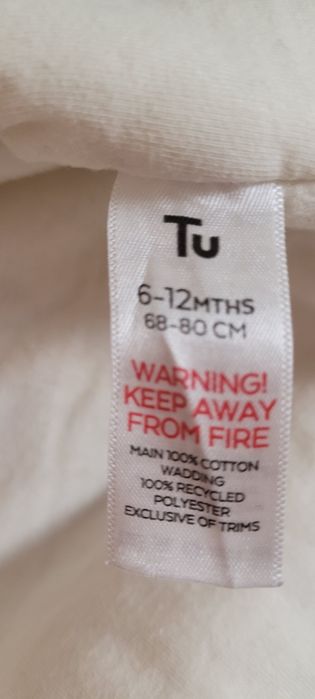 Tu
6-12MTHS
68-80 CM
WARNING!
KEEP AWAY
FROM FIRE
MAIN 100% COTTON
WADDING
100% RECYCLED
POLYESTER
EXCLUSIVE OF TRIMS